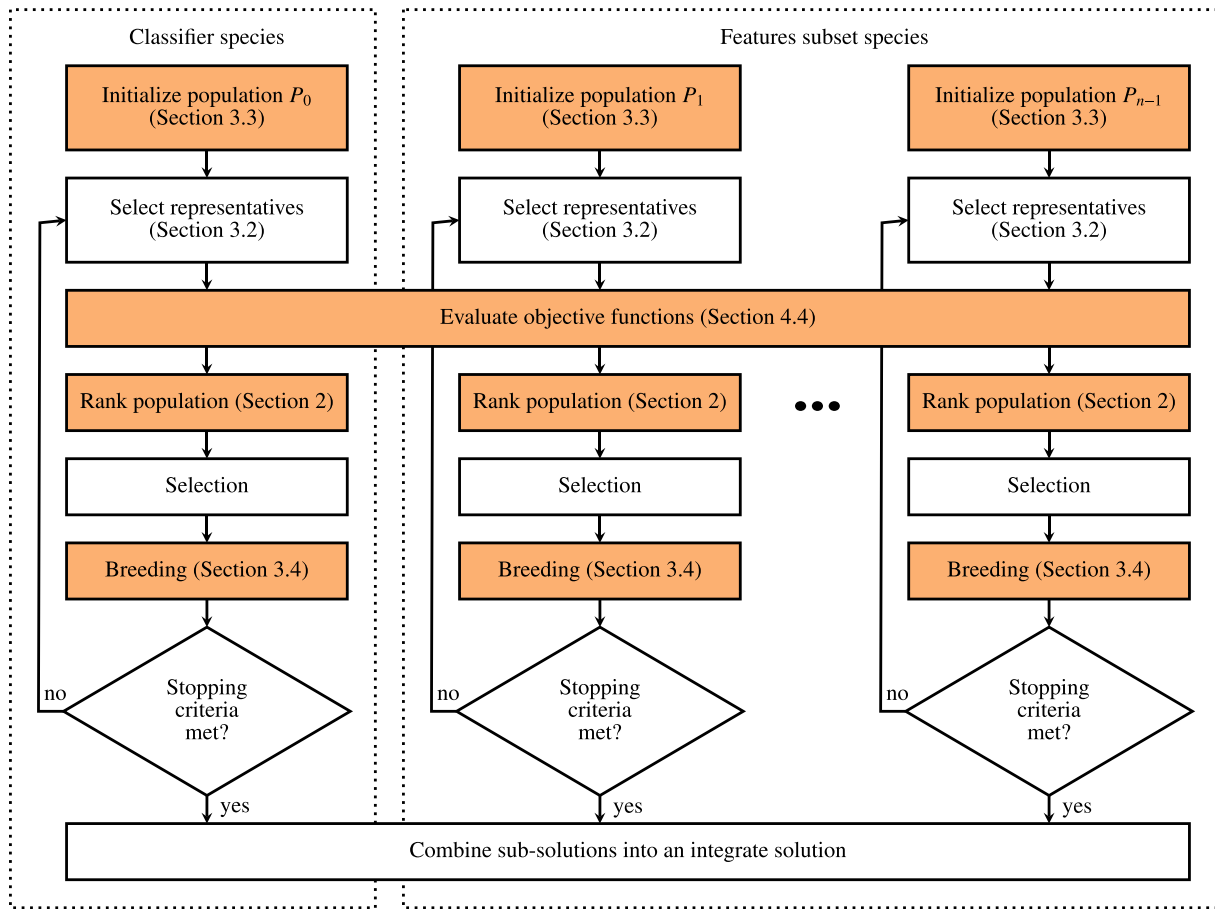 Classifier species
Features subset species
Initialize population P₀
(Section 3.3)
Initialize population P₁
(Section 3.3)
Initialize population Pₙ₋₁
(Section 3.3)
Select representatives
(Section 3.2)
Select representatives
(Section 3.2)
Select representatives
(Section 3.2)
Evaluate objective functions (Section 4.4)
Rank population (Section 2)
Rank population (Section 2)
Rank population (Section 2)
Selection
Selection
Selection
Breeding (Section 3.4)
Breeding (Section 3.4)
Breeding (Section 3.4)
no
Stopping
criteria
met?
no
Stopping
criteria
met?
no
Stopping
criteria
met?
yes
yes
yes
Combine sub-solutions into an integrate solution